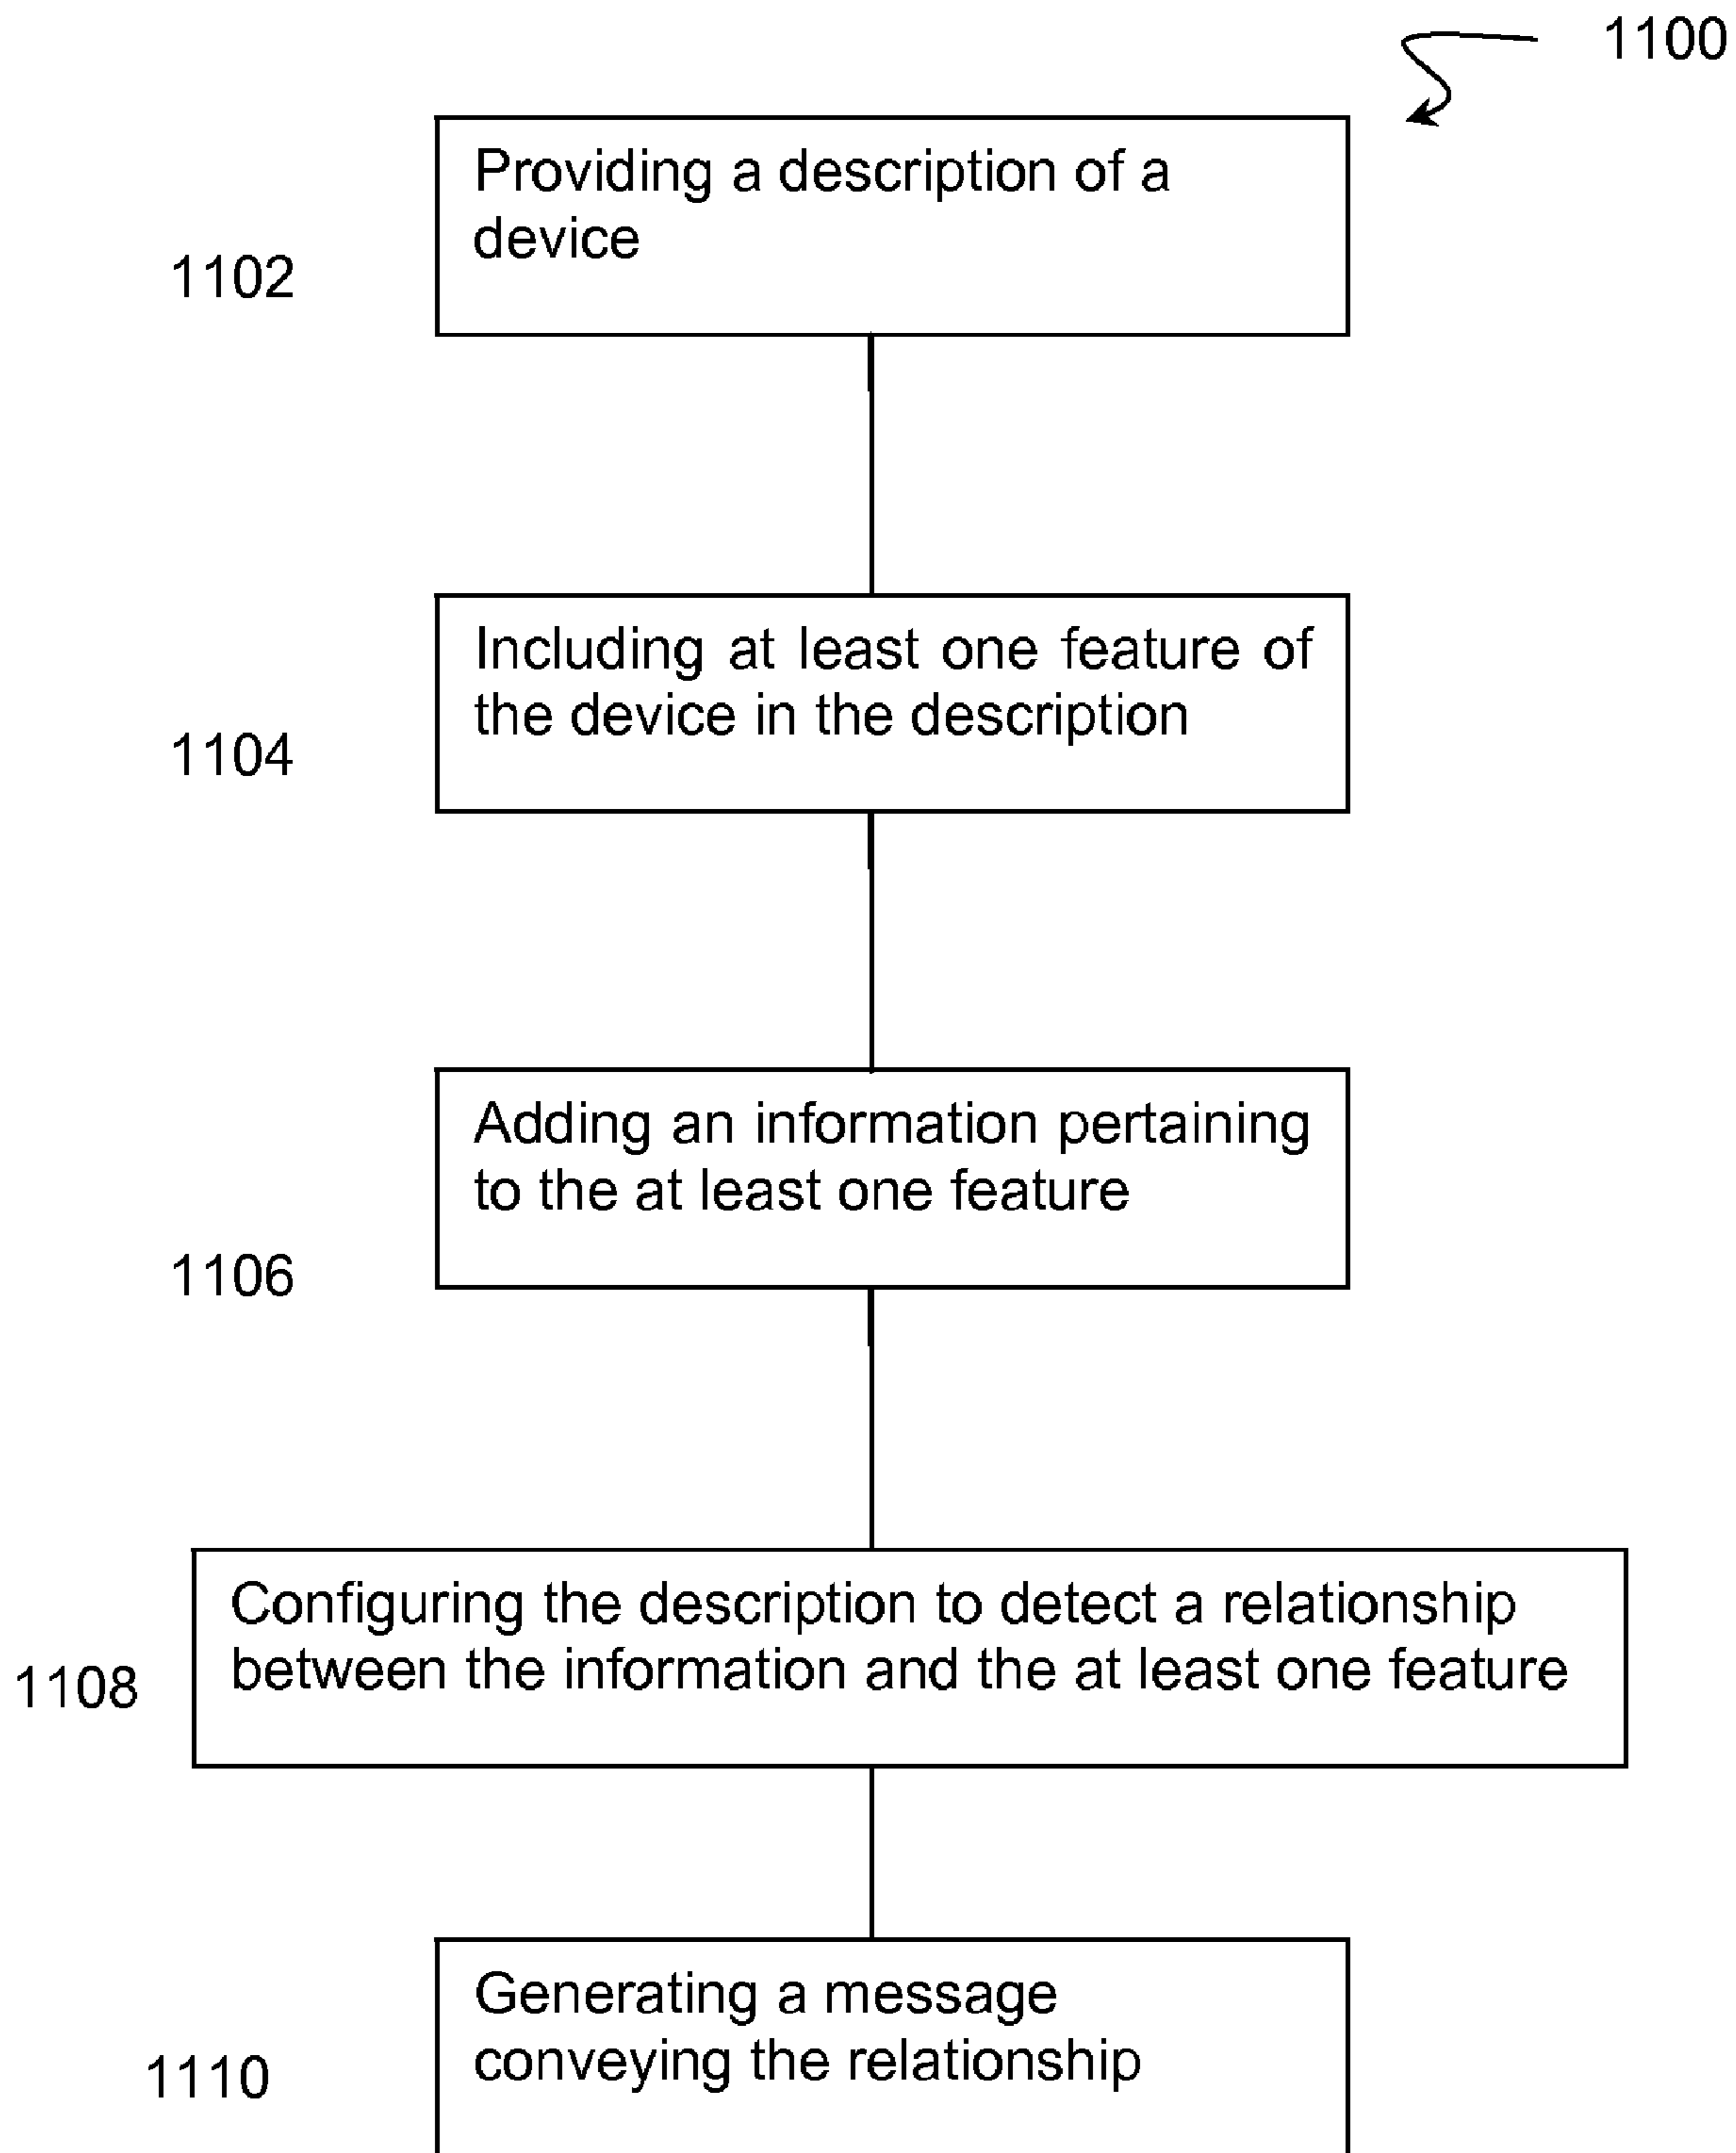 1100
Providing a description of a
device
1102
Including at least one feature of
the device in the description
1104
Adding an information pertaining
to the at least one feature
1106
Configuring the description to detect a relationship
between the information and the at least one feature
1108
Generating a message
conveying the relationship
1110